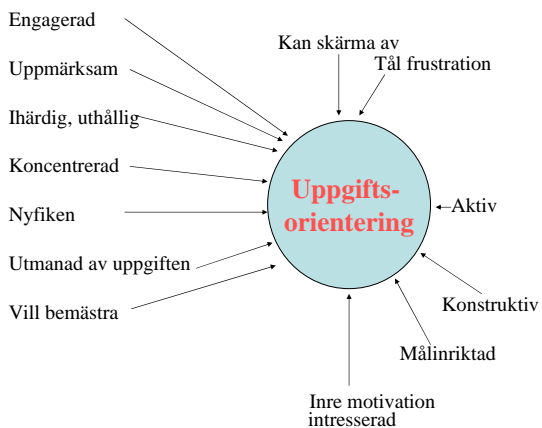 Engagerad
Uppmärksam
Ihärdig, uthållig
Koncentrerad
Nyfiken
Utmanad av uppgiften
Vill bemästra
Kan skärma av
Tål frustration
Uppgifts-
orientering
Aktiv
Konstruktiv
Målinriktad
Inre motivation
intresserad